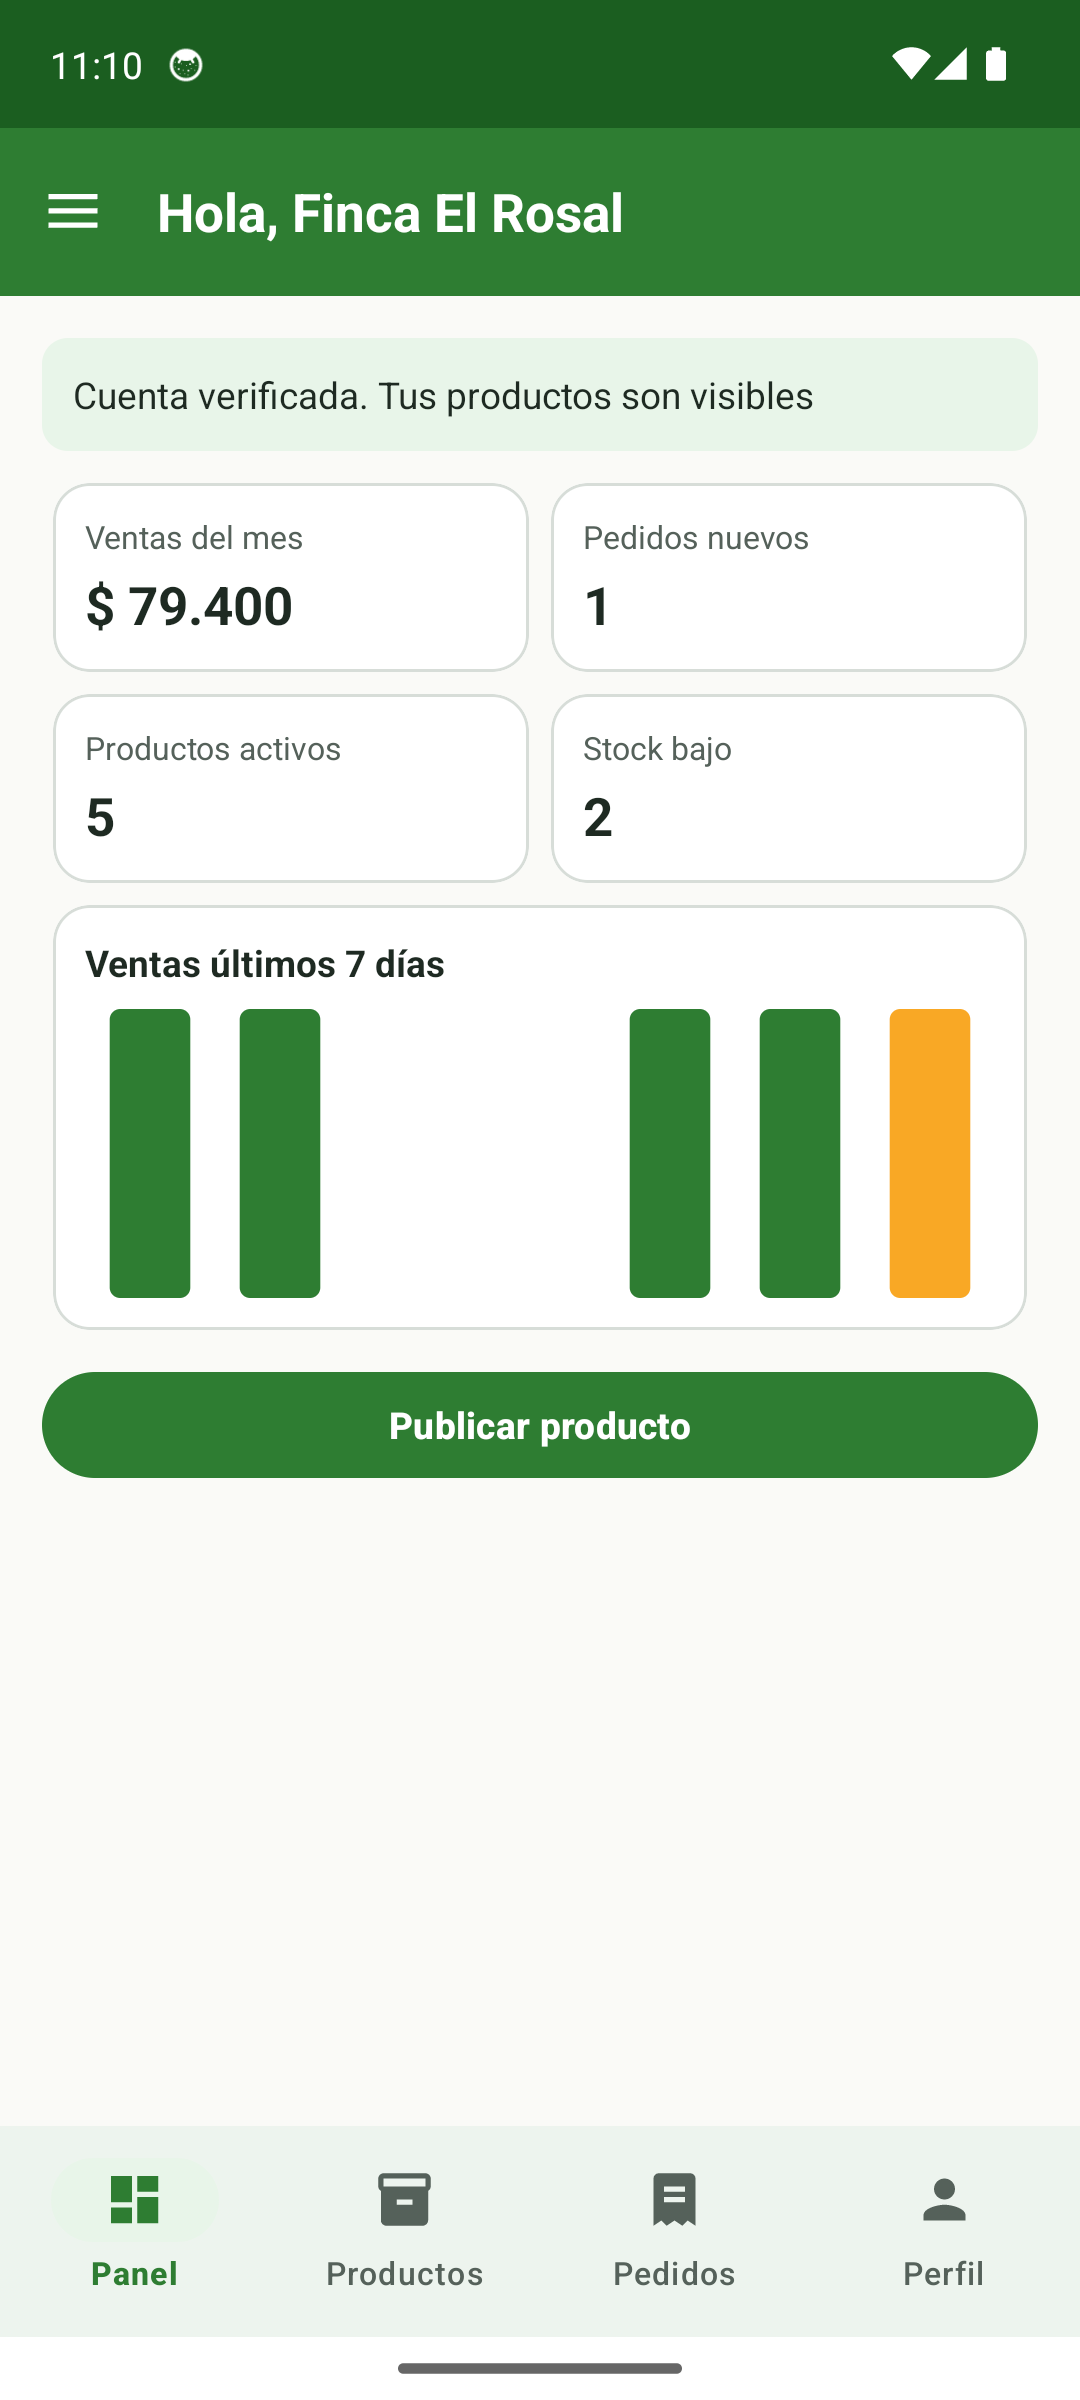 11:10
Hola, Finca El Rosal
Cuenta verificada. Tus productos son visibles
Ventas del mes
$ 79.400
Pedidos nuevos
1
Productos activos
5
Stock bajo
2
Ventas últimos 7 días
Publicar producto
Panel
Productos
Pedidos
Perfil